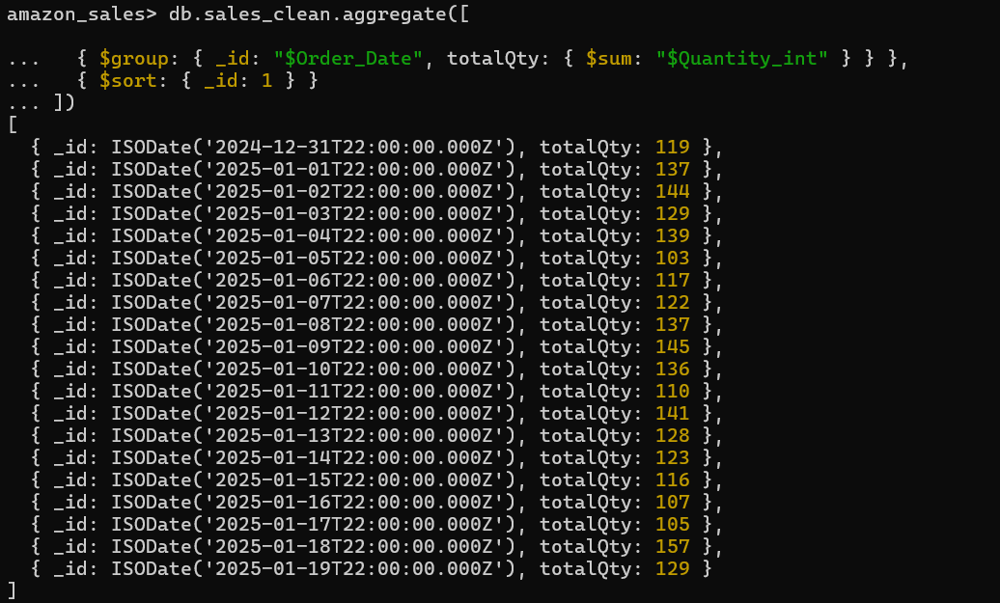 amazon_sales> db.sales_clean.aggregate([
...   { $group: { _id: "$Order_Date", totalQty: { $sum: "$Quantity_int" } } },
...   { $sort: { _id: 1 } }
... ])
[
  { _id: ISODate('2024-12-31T22:00:00.000Z'), totalQty: 119 },
  { _id: ISODate('2025-01-01T22:00:00.000Z'), totalQty: 137 },
  { _id: ISODate('2025-01-02T22:00:00.000Z'), totalQty: 144 },
  { _id: ISODate('2025-01-03T22:00:00.000Z'), totalQty: 129 },
  { _id: ISODate('2025-01-04T22:00:00.000Z'), totalQty: 139 },
  { _id: ISODate('2025-01-05T22:00:00.000Z'), totalQty: 103 },
  { _id: ISODate('2025-01-06T22:00:00.000Z'), totalQty: 117 },
  { _id: ISODate('2025-01-07T22:00:00.000Z'), totalQty: 122 },
  { _id: ISODate('2025-01-08T22:00:00.000Z'), totalQty: 137 },
  { _id: ISODate('2025-01-09T22:00:00.000Z'), totalQty: 145 },
  { _id: ISODate('2025-01-10T22:00:00.000Z'), totalQty: 136 },
  { _id: ISODate('2025-01-11T22:00:00.000Z'), totalQty: 110 },
  { _id: ISODate('2025-01-12T22:00:00.000Z'), totalQty: 141 },
  { _id: ISODate('2025-01-13T22:00:00.000Z'), totalQty: 128 },
  { _id: ISODate('2025-01-14T22:00:00.000Z'), totalQty: 123 },
  { _id: ISODate('2025-01-15T22:00:00.000Z'), totalQty: 116 },
  { _id: ISODate('2025-01-16T22:00:00.000Z'), totalQty: 107 },
  { _id: ISODate('2025-01-17T22:00:00.000Z'), totalQty: 105 },
  { _id: ISODate('2025-01-18T22:00:00.000Z'), totalQty: 157 },
  { _id: ISODate('2025-01-19T22:00:00.000Z'), totalQty: 129 }
]